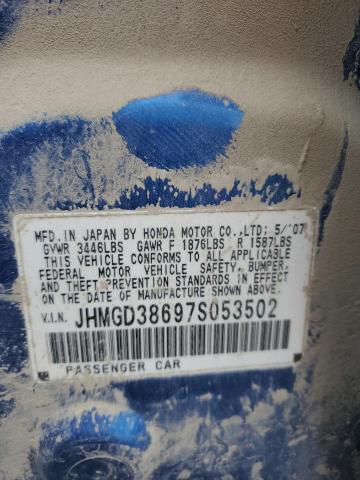 MFD. IN JAPAN BY HONDA MOTOR CO.,LTD: 5/'07
GVWR 3446LBS GAWR F 1876LBS R 1587LBS
THIS VEHICLE CONFORMS TO ALL APPLICABLE
FEDERAL MOTOR VEHICLE SAFETY, BUMPER,
AND THEFT PREVENTION STANDARDS IN EFFECT
ON THE DATE OF MANUFACTURE SHOWN ABOVE.
V.I.N. JHMGD38697S053502
PASSENGER CAR